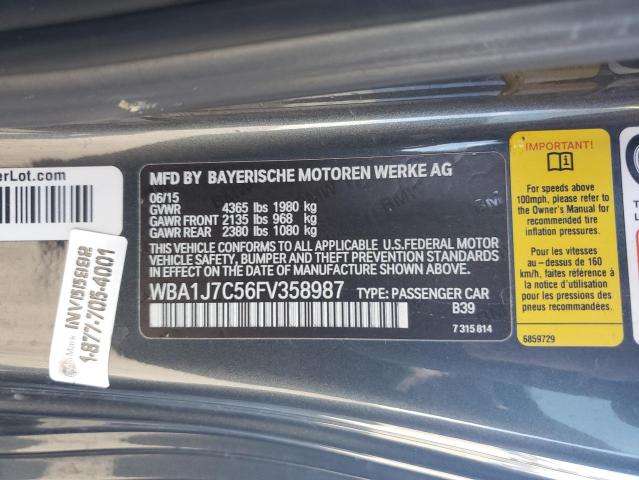 erLot.com
INV515898
1-877-705-4001
MFD BY BAYERISCHE MOTOREN WERKE AG
06/15
GVWR 4365 lbs 1980 kg
GAWR FRONT 2135 lbs 968 kg
GAWR REAR 2380 lbs 1080 kg
THIS VEHICLE CONFORMS TO ALL APPLICABLE U.S.FEDERAL MOTOR
VEHICLE SAFETY, BUMPER AND THEFT PREVENTION STANDARDS
IN EFFECT ON THE DATE OF MANUFACTURE SHOWN ABOVE.
WBA1J7C56FV358987 TYPE: PASSENGER CAR
B39
7 315 814
IMPORTANT
For speeds above
100mph, please refer to
the Owner's Manual for
recommended tire
inflation pressures.
Pour les vitesses
au-dessus de 160
km/h, faites référence à
la notice d'utilisation
pour les pressions des
pneus recommandées.
6859729